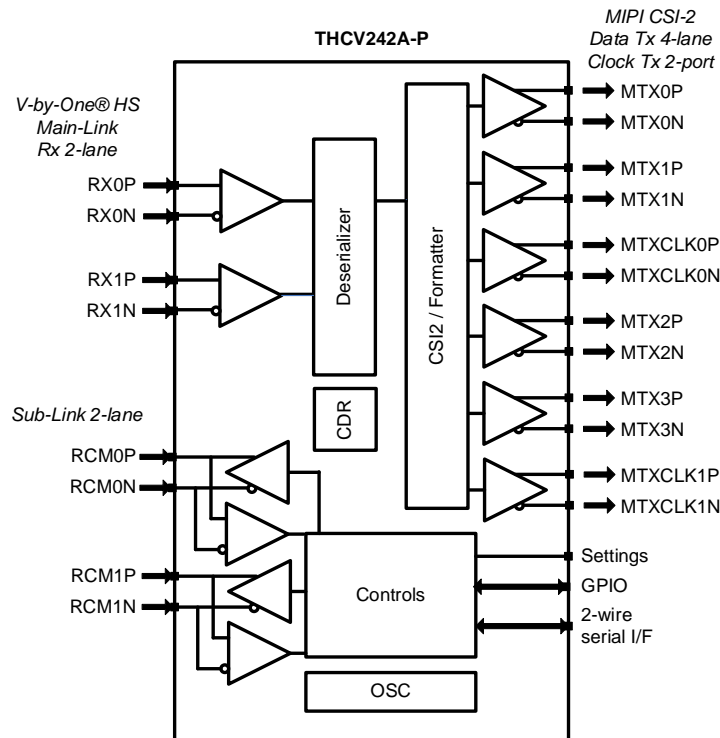 THCV242A-P
MIPI CSI-2
Data Tx 4-lane
Clock Tx 2-port
V-by-One® HS
Main-Link
Rx 2-lane
RX0P
RX0N
RX1P
RX1N
Sub-Link 2-lane
RCM0P
RCM0N
RCM1P
RCM1N
Deserializer
CDR
CSI2 / Formatter
Controls
OSC
MTX0P
MTX0N
MTX1P
MTX1N
MTXCLK0P
MTXCLK0N
MTX2P
MTX2N
MTX3P
MTX3N
MTXCLK1P
MTXCLK1N
Settings
GPIO
2-wire
serial I/F